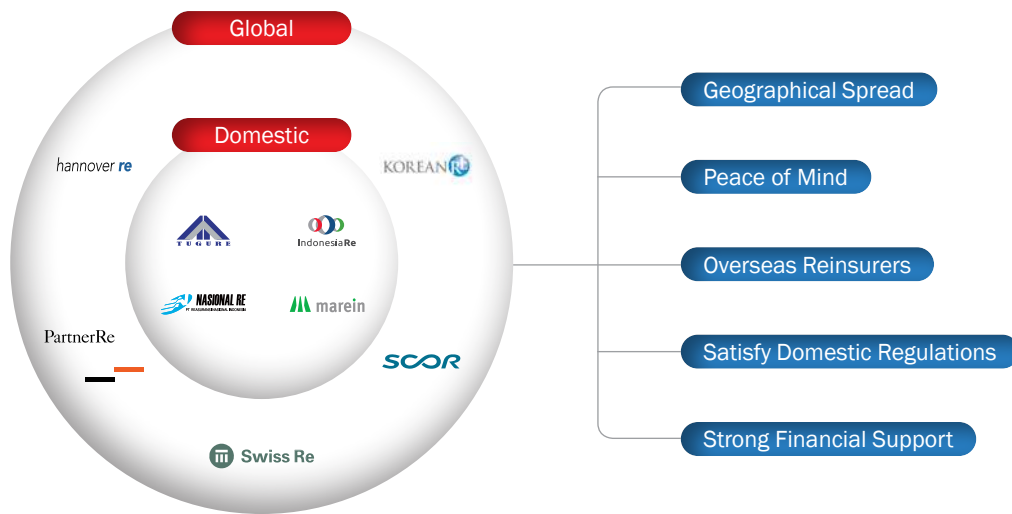 Global
Domestic
hannover re
KOREAN Re
TUGURE
IndonesiaRe
NASIONAL RE
marein
PartnerRe
SCOR
Swiss Re
Geographical Spread
Peace of Mind
Overseas Reinsurers
Satisfy Domestic Regulations
Strong Financial Support